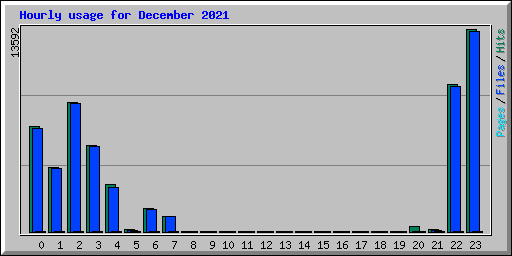 Hourly usage for December 2021
13592
Pages/Files/Hits
0 1 2 3 4 5 6 7 8 9 10 11 12 13 14 15 16 17 18 19 20 21 22 23